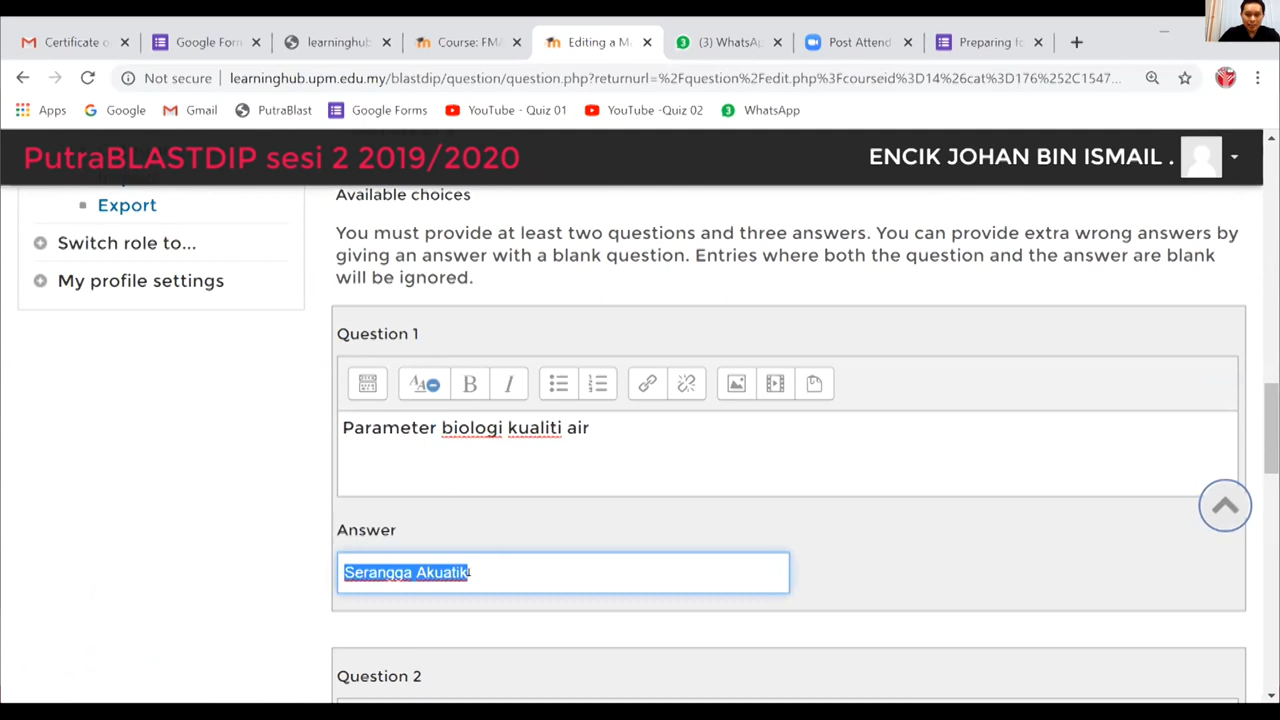 Certificate o
Google For
learninghub
Course: FMA
Editing a M
(3) WhatsA
Post Attend
Preparing fo
Not secure
learninghub.upm.edu.my/blastdip/question/question.php?returnurl=%2Fquestion%2Fedit.php%3Fcourseid%3D14%26cat%3D176%252C1547...
Apps
Google
Gmail
PutraBlast
Google Forms
YouTube - Quiz 01
YouTube -Quiz 02
WhatsApp
PutraBLASTDIP sesi 2 2019/2020
ENCIK JOHAN BIN ISMAIL .
Export
Switch role to...
My profile settings
Available choices
You must provide at least two questions and three answers. You can provide extra wrong answers by
giving an answer with a blank question. Entries where both the question and the answer are blank
will be ignored.
Question 1
Parameter biologi kualiti air
Answer
Serangga Akuatik
Question 2